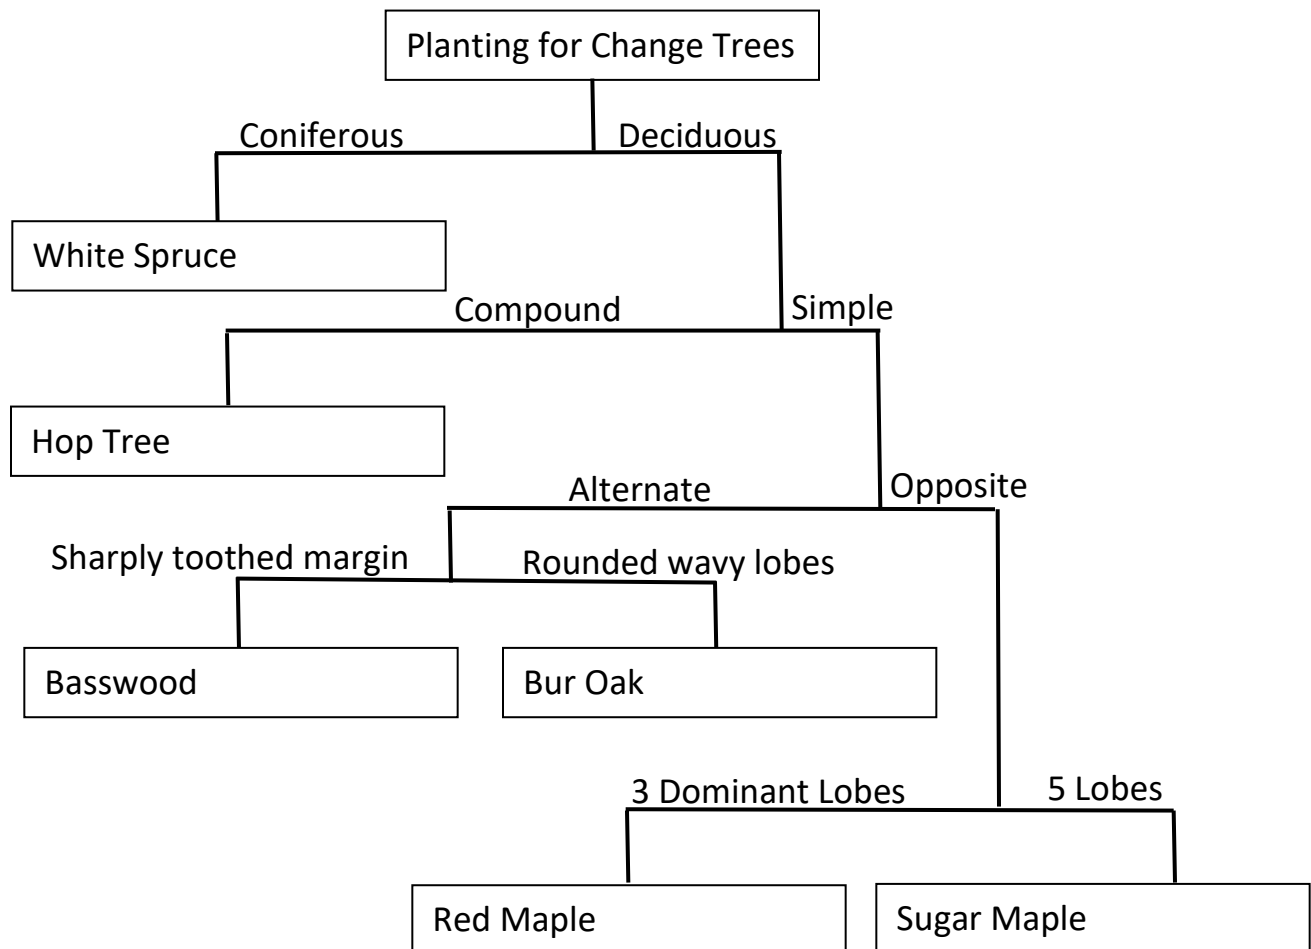 Planting for Change Trees
Coniferous
Deciduous
White Spruce
Compound
Simple
Hop Tree
Alternate
Opposite
Sharply toothed margin
Rounded wavy lobes
Basswood
Bur Oak
3 Dominant Lobes
5 Lobes
Red Maple
Sugar Maple